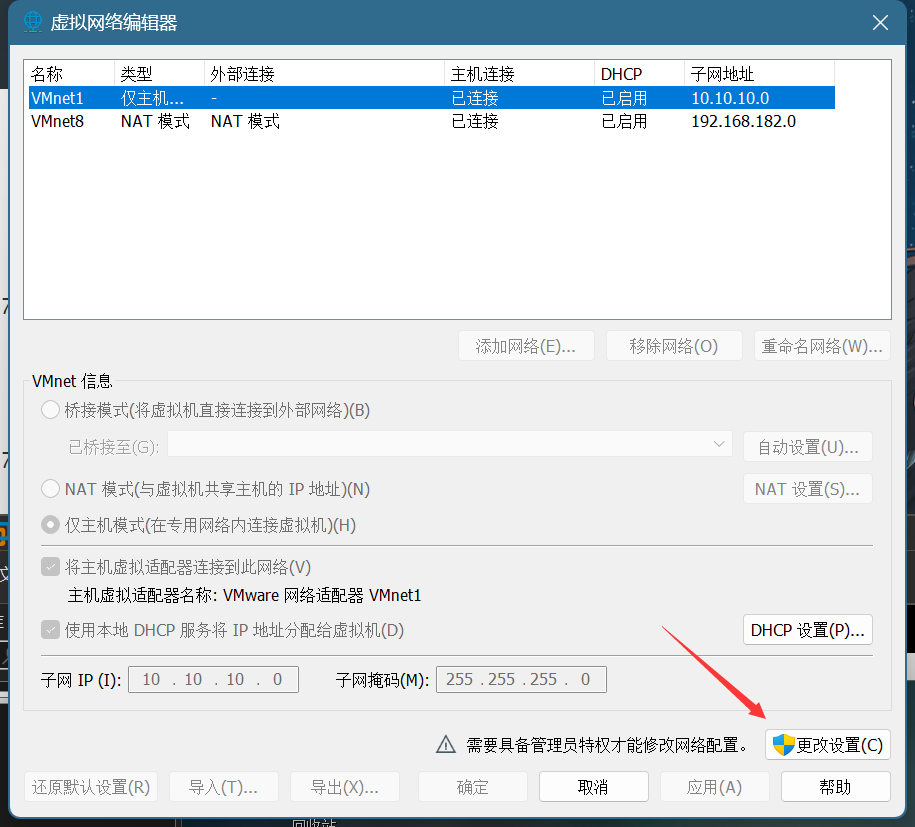 虚拟网络编辑器
名称 类型 外部连接 主机连接 DHCP 子网地址
VMnet1 仅主机... - 已连接 已启用 10.10.10.0
VMnet8 NAT 模式 NAT 模式 已连接 已启用 192.168.182.0
添加网络(E)... 移除网络(O) 重命名网络(W)...
VMnet 信息
桥接模式(将虚拟机直接连接到外部网络)(B)
已桥接至(G): 自动设置(U)...
NAT 模式(与虚拟机共享主机的 IP 地址)(N) NAT 设置(S)...
仅主机模式(在专用网络内连接虚拟机)(H)
将主机虚拟适配器连接到此网络(V)
主机虚拟适配器名称: VMware 网络适配器 VMnet1
使用本地 DHCP 服务将 IP 地址分配给虚拟机(D) DHCP 设置(P)...
子网 IP (I): 10 . 10 . 10 . 0 子网掩码(M): 255 . 255 . 255 . 0
需要具备管理员特权才能修改网络配置。 更改设置(C)
还原默认设置(R) 导入(T)... 导出(X)... 确定 取消 应用(A) 帮助
回收站